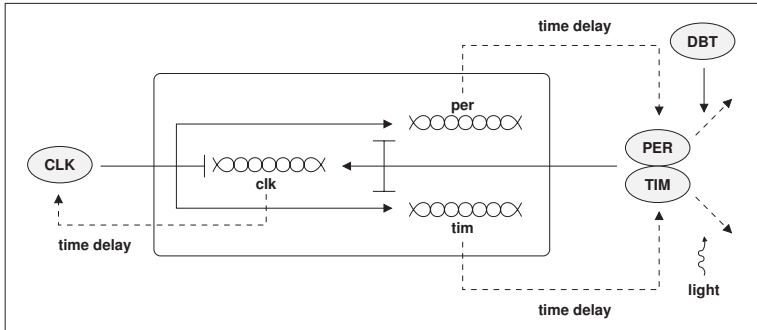 time delay
DBT
per
PER
CLK
clk
TIM
time delay
tim
light
time delay